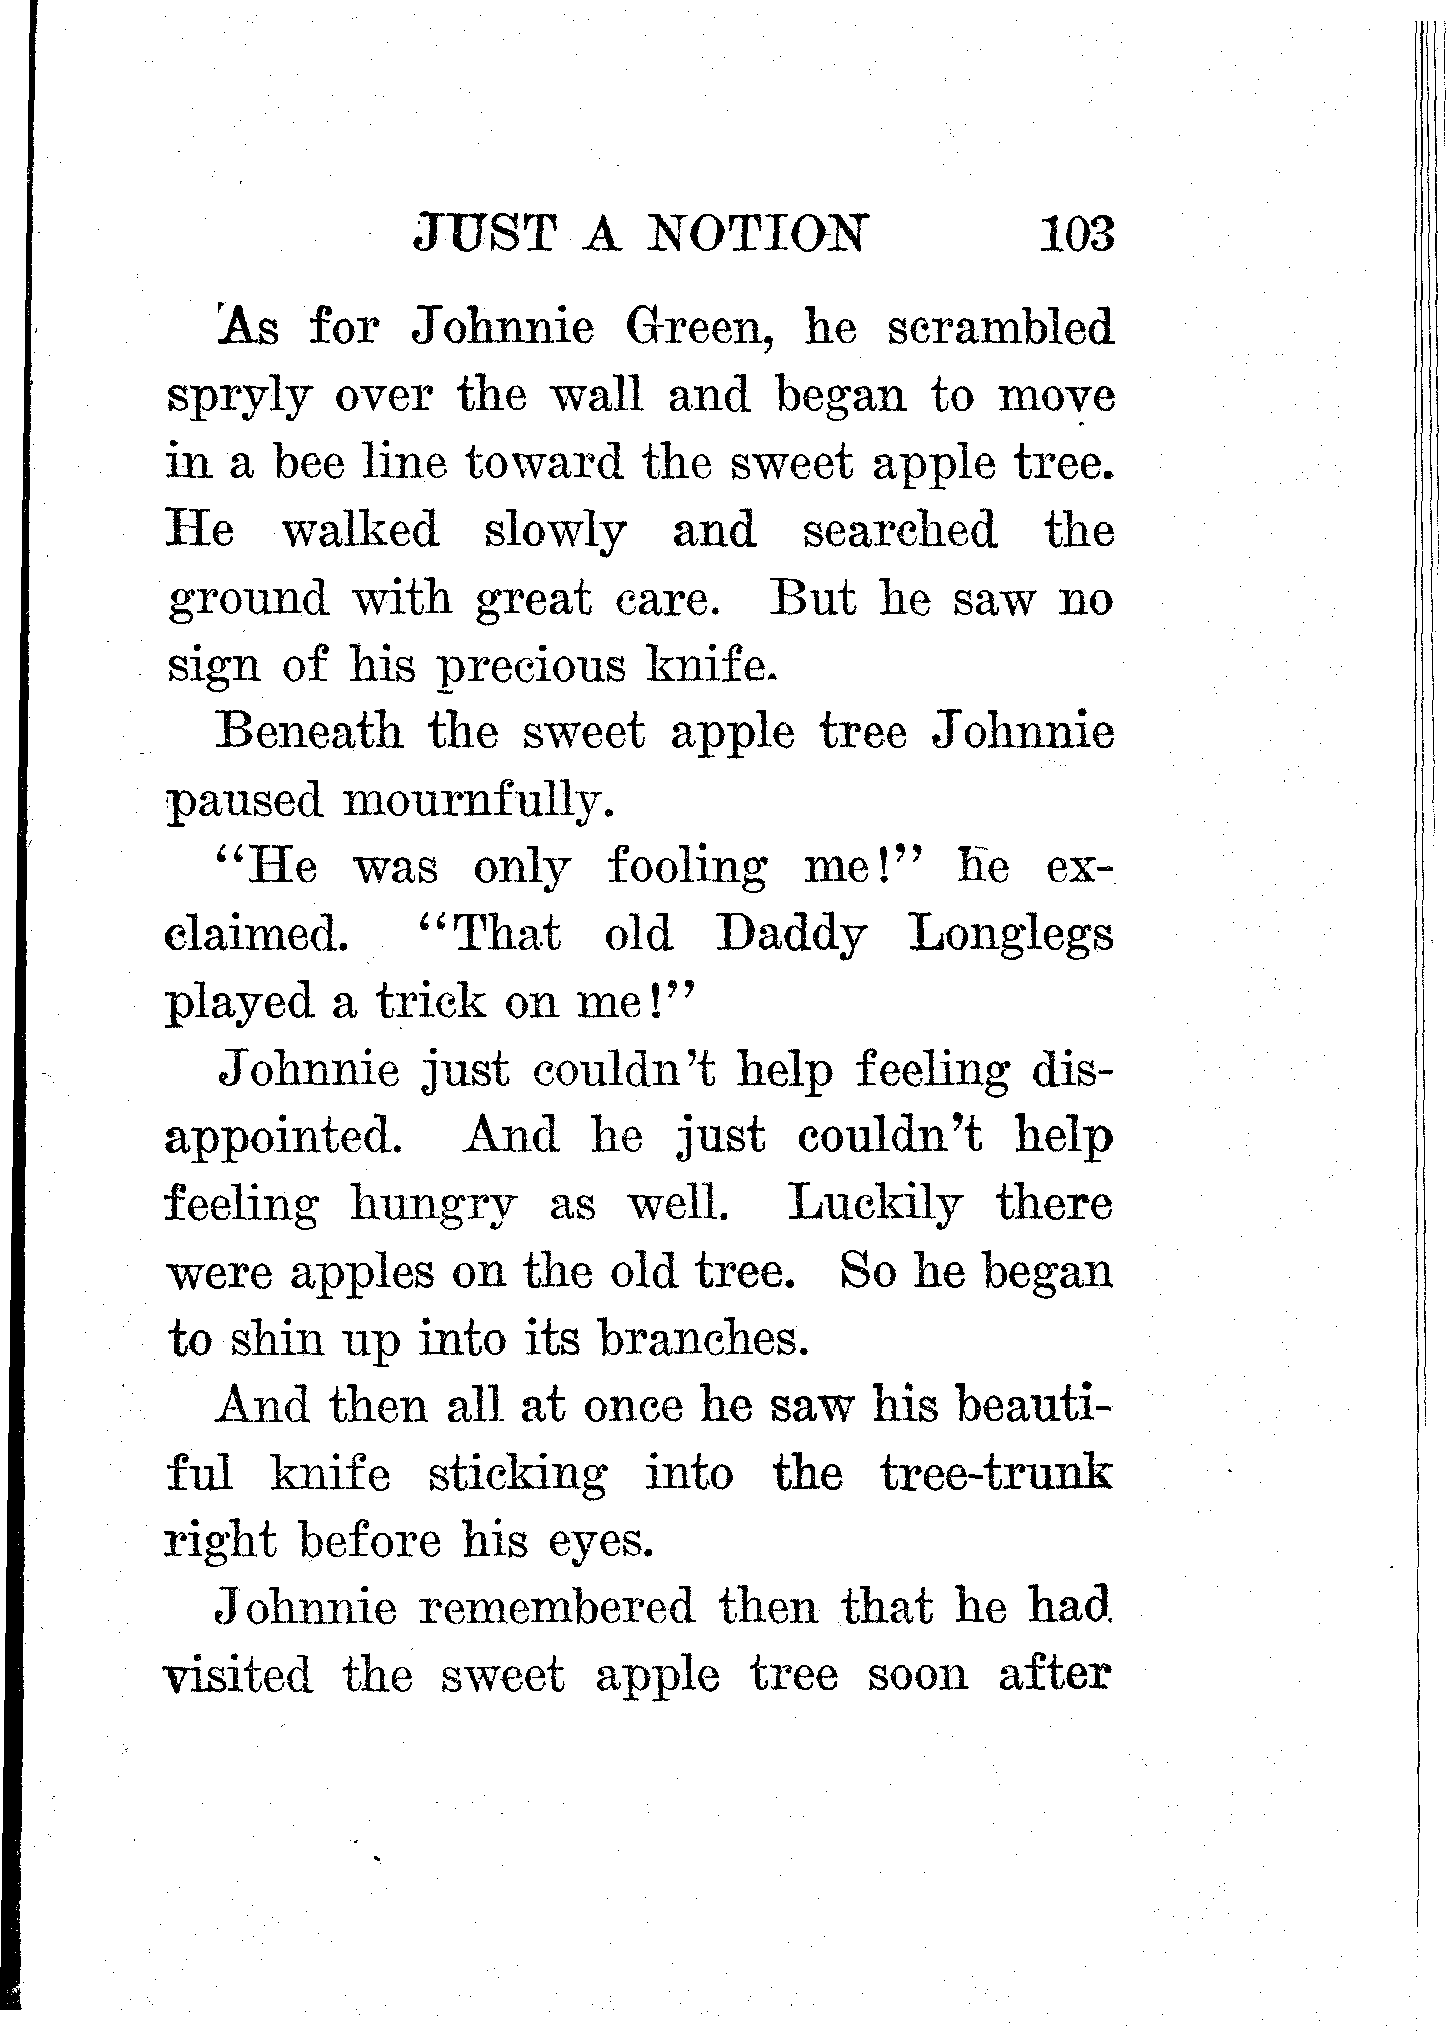 JUST A NOTION 103
As for Johnnie Green, he scrambled
spryly over the wall and began to move
in a bee line toward the sweet apple tree.
He walked slowly and searched the
ground with great care. But he saw no
sign of his precious knife.
Beneath the sweet apple tree Johnnie
paused mournfully.
"He was only fooling me!" he ex-
claimed. "That old Daddy Longlegs
played a trick on me!"
Johnnie just couldn't help feeling dis-
appointed. And he just couldn't help
feeling hungry as well. Luckily there
were apples on the old tree. So he began
to shin up into its branches.
And then all at once he saw his beauti-
ful knife sticking into the tree-trunk
right before his eyes.
Johnnie remembered then that he had
visited the sweet apple tree soon after